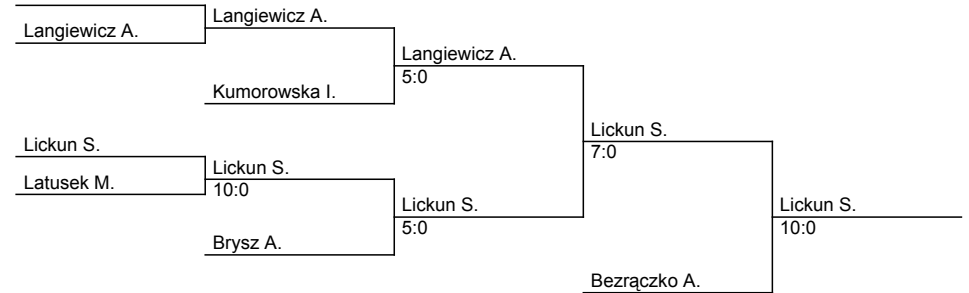 Langiewicz A.
Langiewicz A.
Langiewicz A.
5:0
Kumorowska I.
Lickun S.
7:0
Lickun S.
Lickun S.
10:0
Latusek M.
Lickun S.
5:0
Lickun S.
10:0
Brysz A.
Bezrączko A.